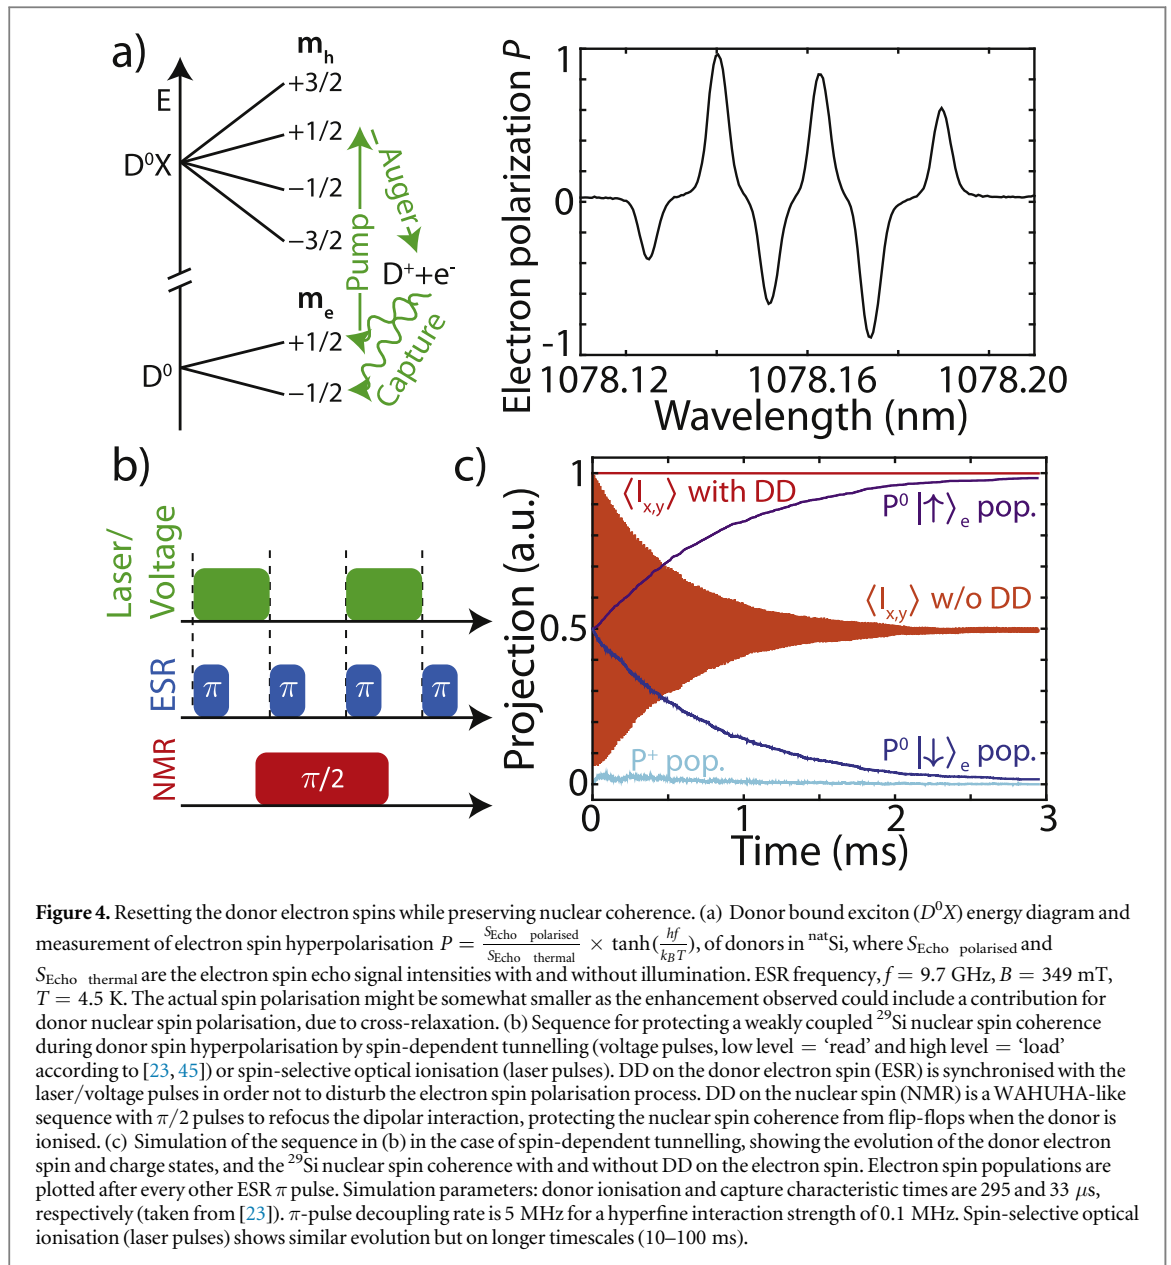 a)
E
m_h
+3/2
+1/2
−1/2
−3/2
D⁰X
Pump
Auger
D⁺+e⁻
Capture
m_e
+1/2
−1/2
D⁰
Electron polarization P
1
0
-1
1078.12
1078.16
1078.20
Wavelength (nm)
b)
Laser/
Voltage
ESR
π
π
π
π
NMR
π/2
c)
Projection (a.u.)
1
0.5
0
⟨I_x,y⟩ with DD
P⁰ |↑⟩_e pop.
⟨I_x,y⟩ w/o DD
P⁺ pop.
P⁰ |↓⟩_e pop.
0
1
2
3
Time (ms)
Figure 4. Resetting the donor electron spins while preserving nuclear coherence. (a) Donor bound exciton (D⁰X) energy diagram and
measurement of electron spin hyperpolarisation P = S_Echo polarised / S_Echo thermal × tanh(hf / k_BT), of donors in ⁿᵃᵗSi, where S_Echo polarised and
S_Echo thermal are the electron spin echo signal intensities with and without illumination. ESR frequency, f = 9.7 GHz, B = 349 mT,
T = 4.5 K. The actual spin polarisation might be somewhat smaller as the enhancement observed could include a contribution for
donor nuclear spin polarisation, due to cross-relaxation. (b) Sequence for protecting a weakly coupled ²⁹Si nuclear spin coherence
during donor spin hyperpolarisation by spin-dependent tunnelling (voltage pulses, low level = ‘read’ and high level = ‘load’
according to [23, 45]) or spin-selective optical ionisation (laser pulses). DD on the donor electron spin (ESR) is synchronised with the
laser/voltage pulses in order not to disturb the electron spin polarisation process. DD on the nuclear spin (NMR) is a WAHUHA-like
sequence with π/2 pulses to refocus the dipolar interaction, protecting the nuclear spin coherence from flip-flops when the donor is
ionised. (c) Simulation of the sequence in (b) in the case of spin-dependent tunnelling, showing the evolution of the donor electron
spin and charge states, and the ²⁹Si nuclear spin coherence with and without DD on the electron spin. Electron spin populations are
plotted after every other ESR π pulse. Simulation parameters: donor ionisation and capture characteristic times are 295 and 33 μs,
respectively (taken from [23]). π-pulse decoupling rate is 5 MHz for a hyperfine interaction strength of 0.1 MHz. Spin-selective optical
ionisation (laser pulses) shows similar evolution but on longer timescales (10–100 ms).